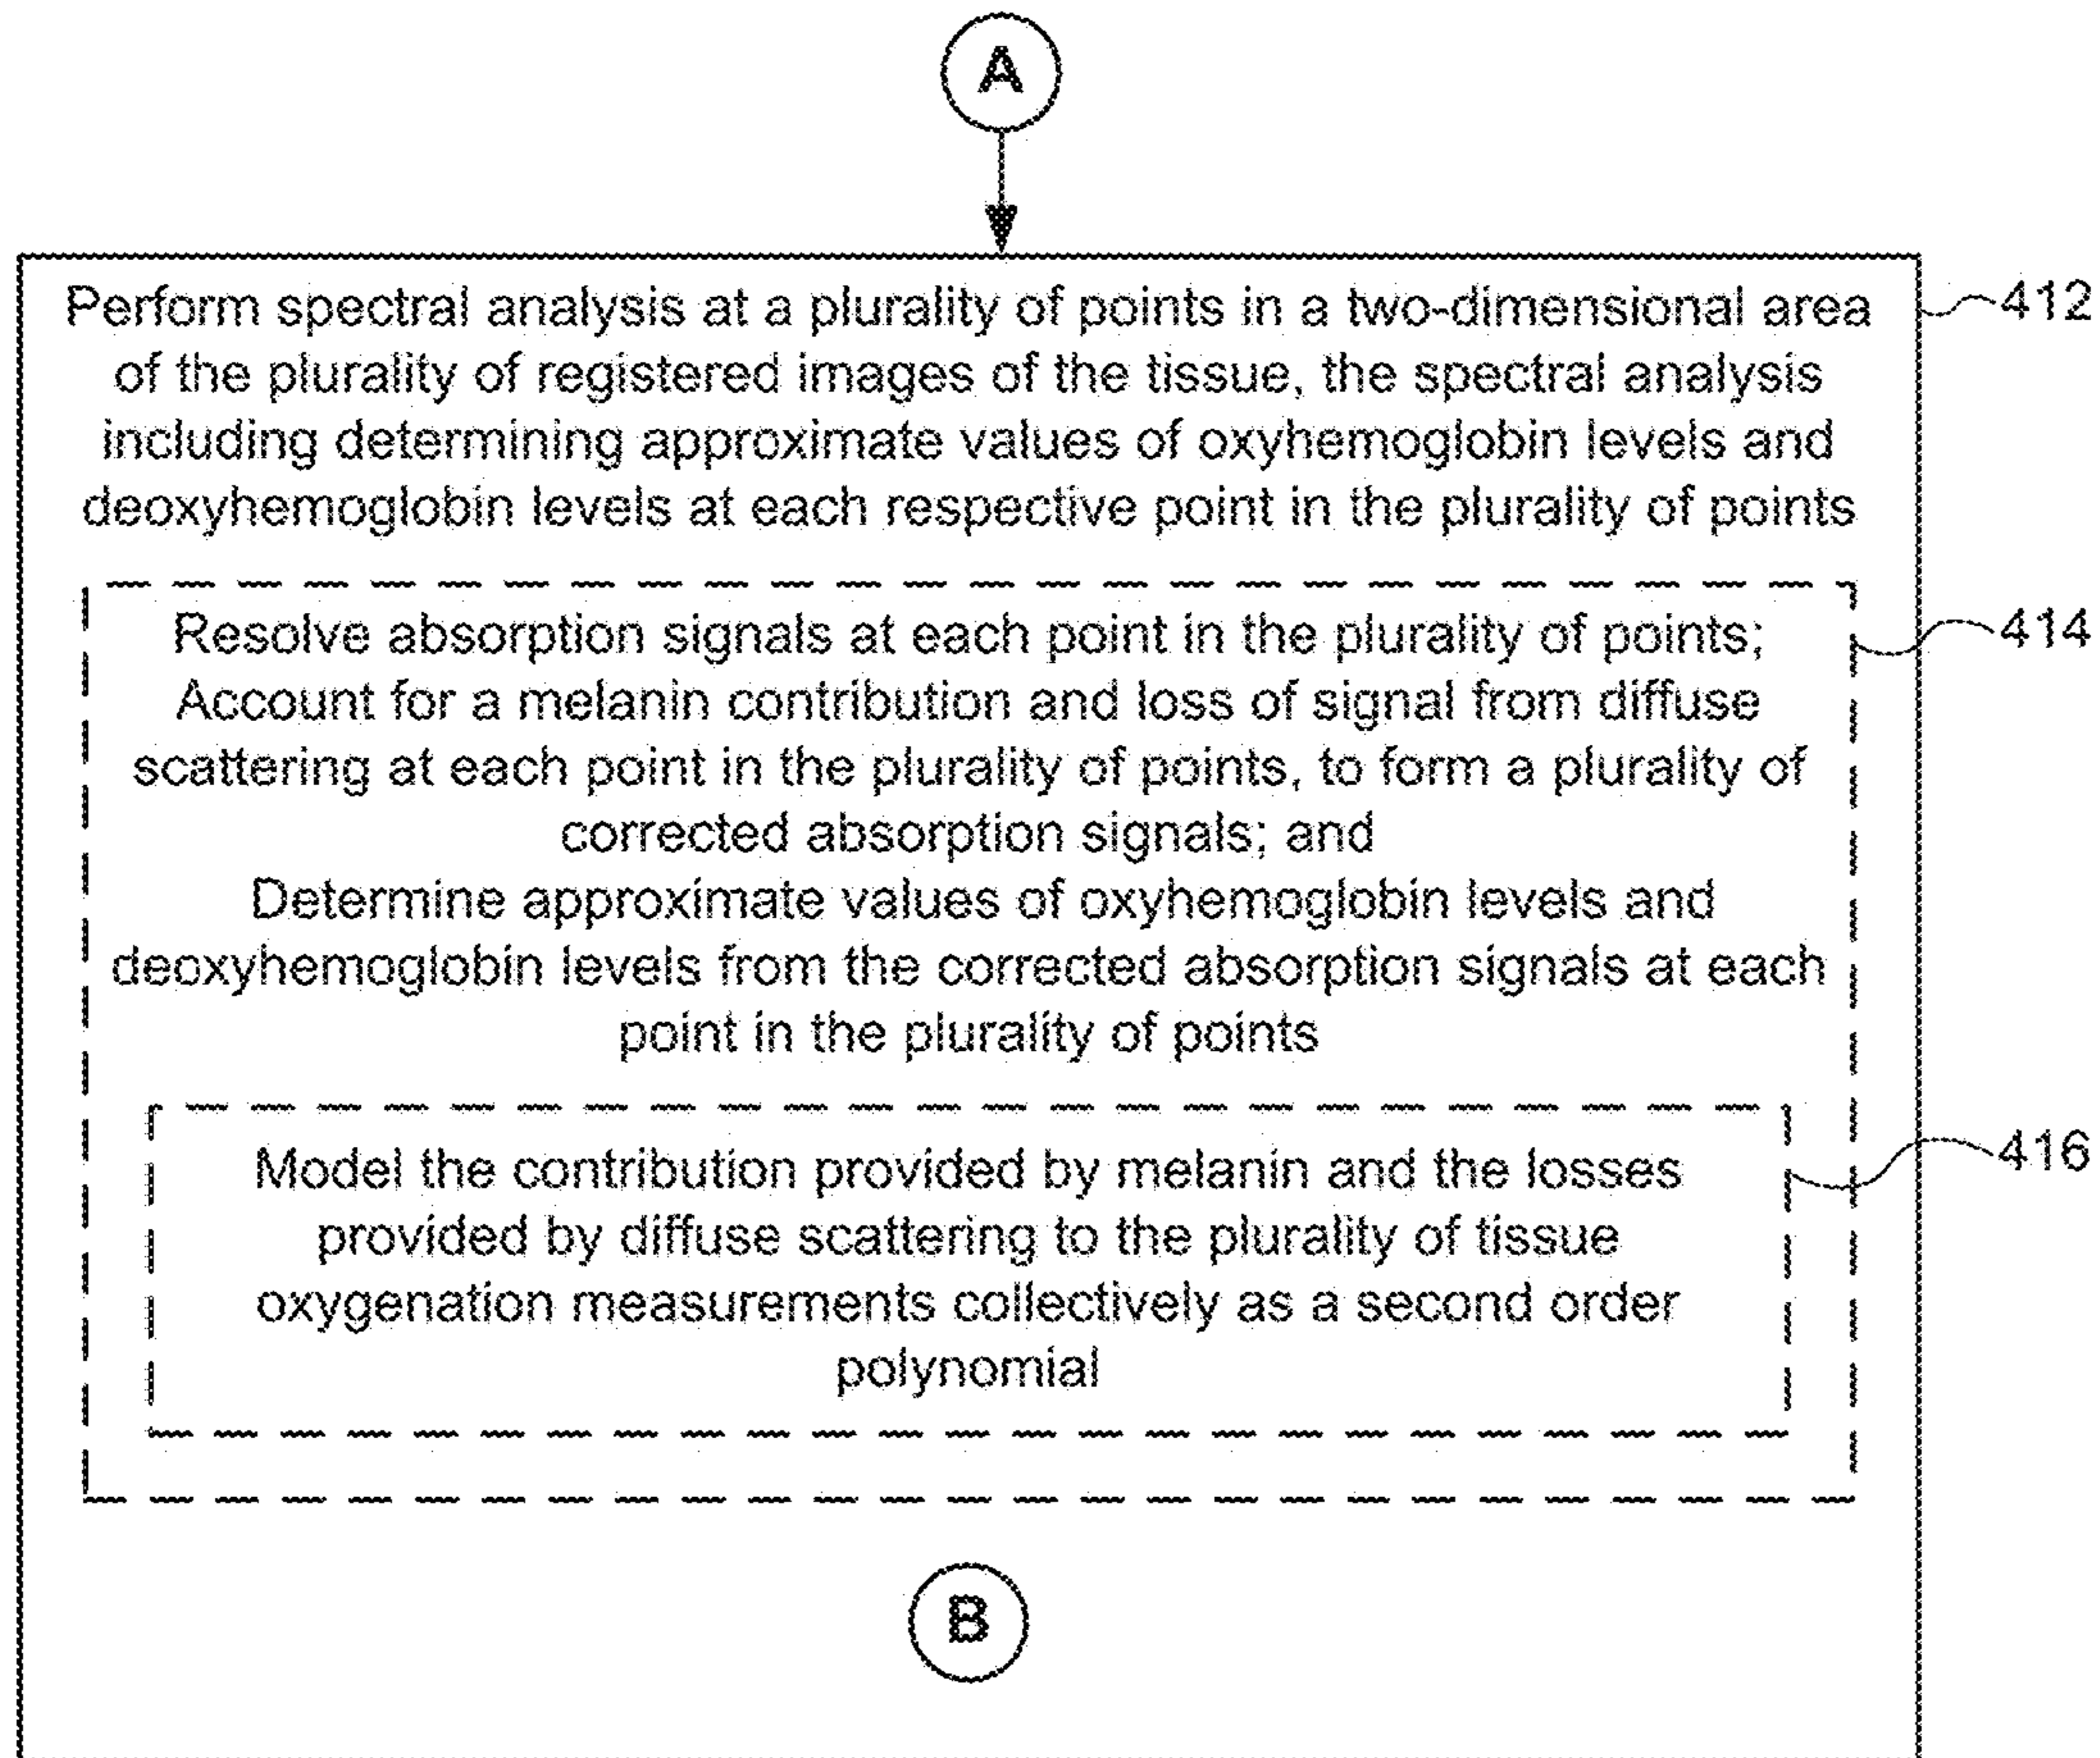 A
Perform spectral analysis at a plurality of points in a two-dimensional area
412
of the plurality of registered images of the tissue, the spectral analysis
including determining approximate values of oxyhemoglobin levels and
deoxyhemoglobin levels at each respective point in the plurality of points
Resolve absorption signals at each point in the plurality of points;
414
Account for a melanin contribution and loss of signal from diffuse
scattering at each point in the plurality of points, to form a plurality of
corrected absorption signals; and
Determine approximate values of oxyhemoglobin levels and
deoxyhemoglobin levels from the corrected absorption signals at each
point in the plurality of points
Model the contribution provided by melanin and the losses
416
provided by diffuse scattering to the plurality of tissue
oxygenation measurements collectively as a second order
polynomial
B